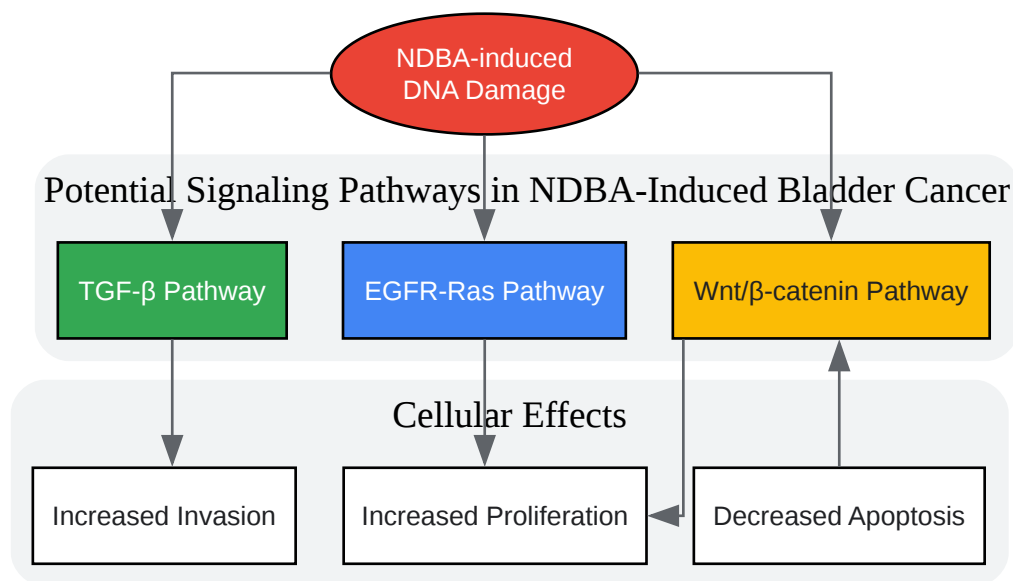 NDBA-induced
DNA Damage
Potential Signaling Pathways in NDBA-Induced Bladder Cancer
TGF-β Pathway
EGFR-Ras Pathway
Wnt/β-catenin Pathway
Cellular Effects
Increased Invasion
Increased Proliferation
Decreased Apoptosis